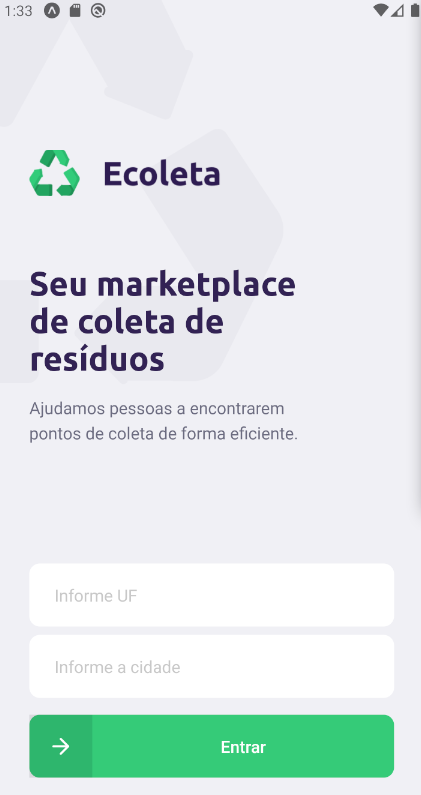 1:33
Ecoleta
Seu marketplace
de coleta de
resíduos
Ajudamos pessoas a encontrarem
pontos de coleta de forma eficiente.
Informe UF
Informe a cidade
Entrar